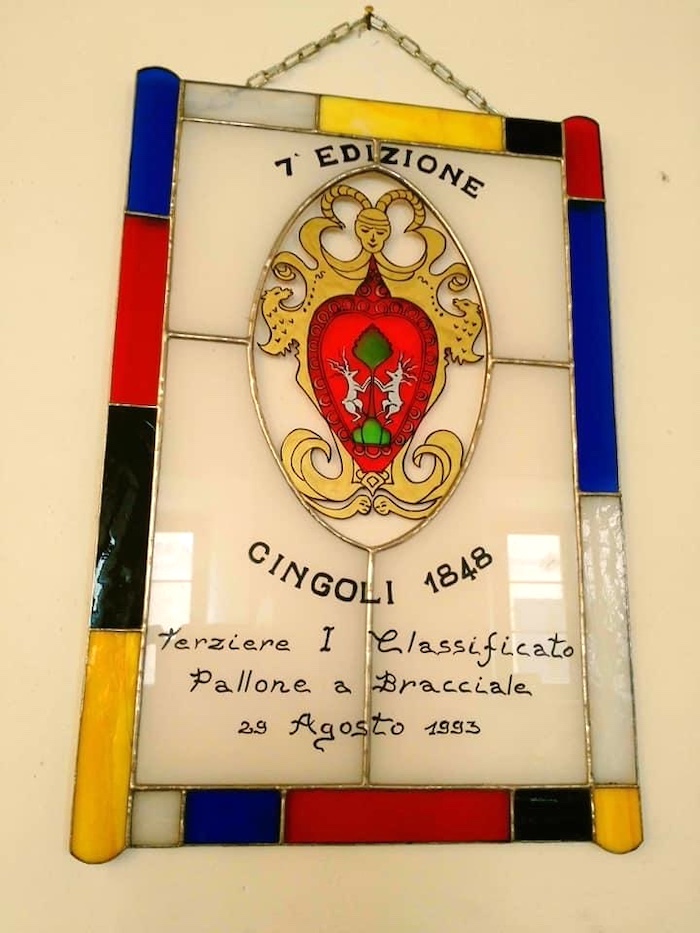 7ª EDIZIONE
CINGOLI 1848
Terziere I Classificato
Pallone a Bracciale
29 Agosto 1993